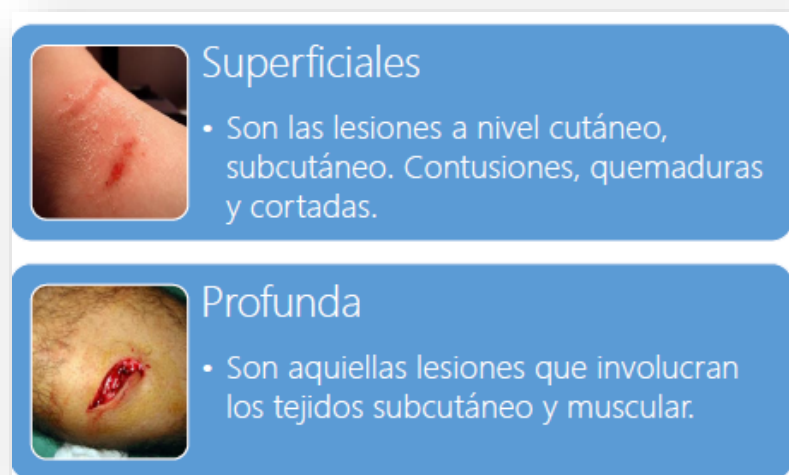 Superficiales
• Son las lesiones a nivel cutáneo,
subcutáneo. Contusiones, quemaduras
y cortadas.
Profunda
• Son aquiellas lesiones que involucran
los tejidos subcutáneo y muscular.